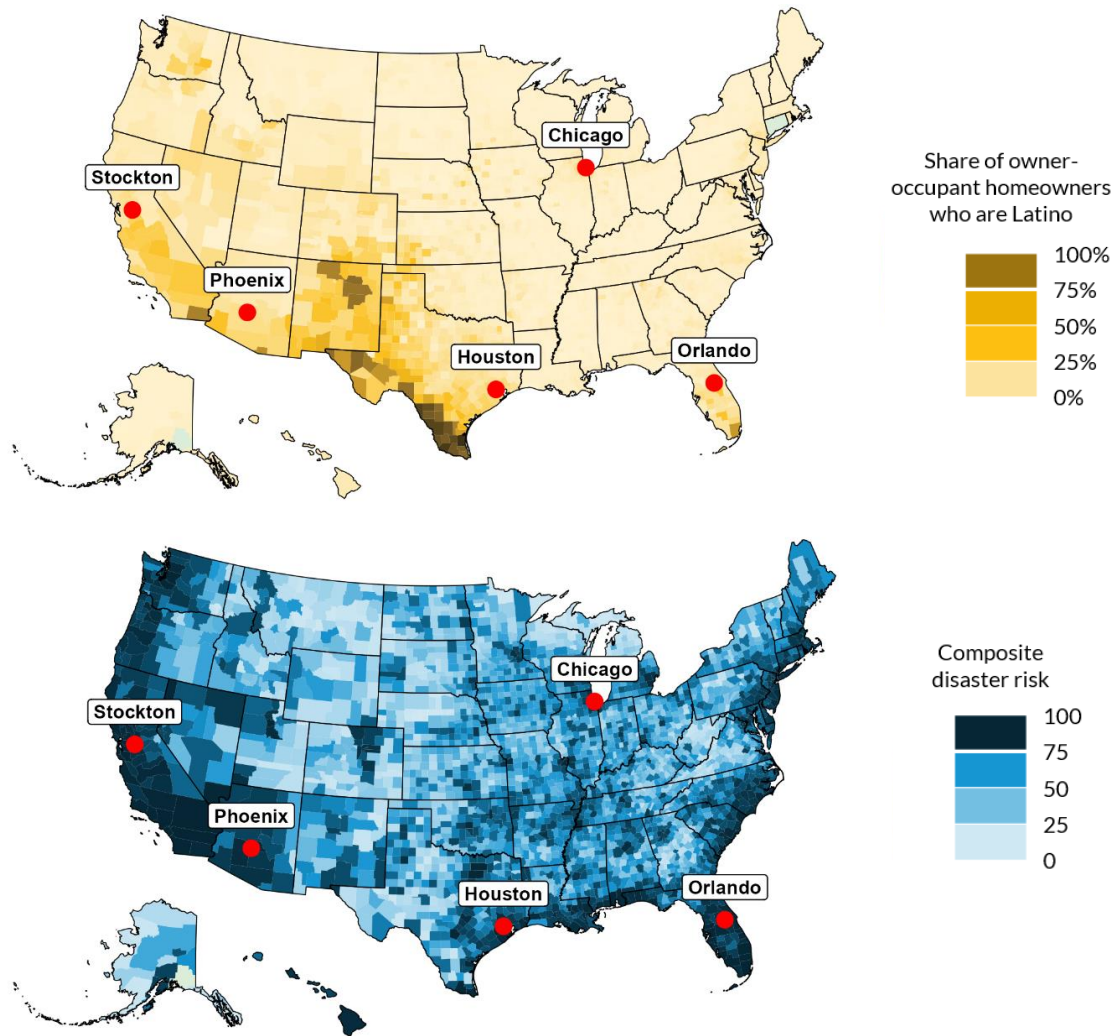 Chicago
Stockton
Phoenix
Houston
Orlando
Share of owner-
occupant homeowners
who are Latino
100%
75%
50%
25%
0%
Chicago
Stockton
Phoenix
Houston
Orlando
Composite
disaster risk
100
75
50
25
0